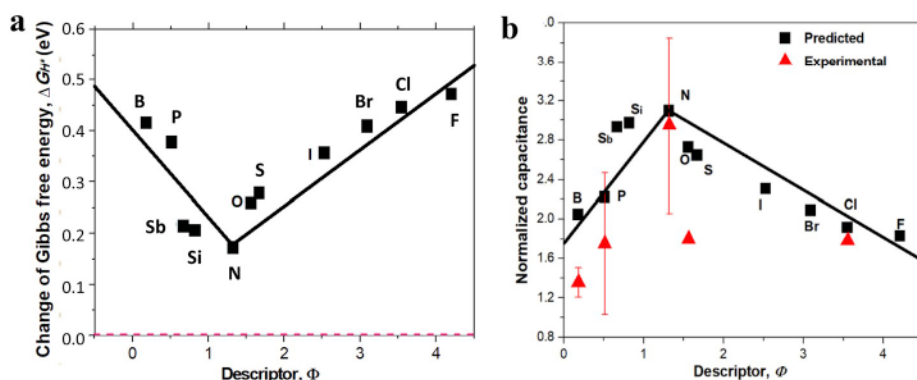 a
Change of Gibbs free energy, ΔG_H* (eV)
0.6
0.5
0.4
0.3
0.2
0.1
0.0
B
P
Sb
Si
N
O
S
I
Br
Cl
F
0
1
2
3
4
Descriptor, Φ
b
Normalized capacitance
.0
3.6
3.2
2.8
2.4
2.0
1.6
1.2
0.8
Predicted
Experimental
B
P
Sb
Si
N
O
S
I
Br
Cl
F
0
1
2
3
4
Descriptor, Φ